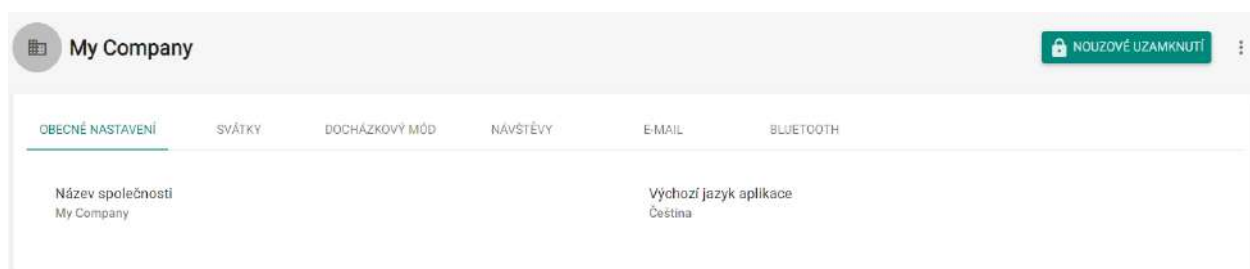 My Company
NOUZOVÉ UZAMKNUTÍ
OBECNÉ NASTAVENÍ SVÁTKY DOCHÁZKOVÝ MÓD NÁVŠTĚVY E-MAIL BLUETOOTH
Název společnosti
My Company
Výchozí jazyk aplikace
Čeština